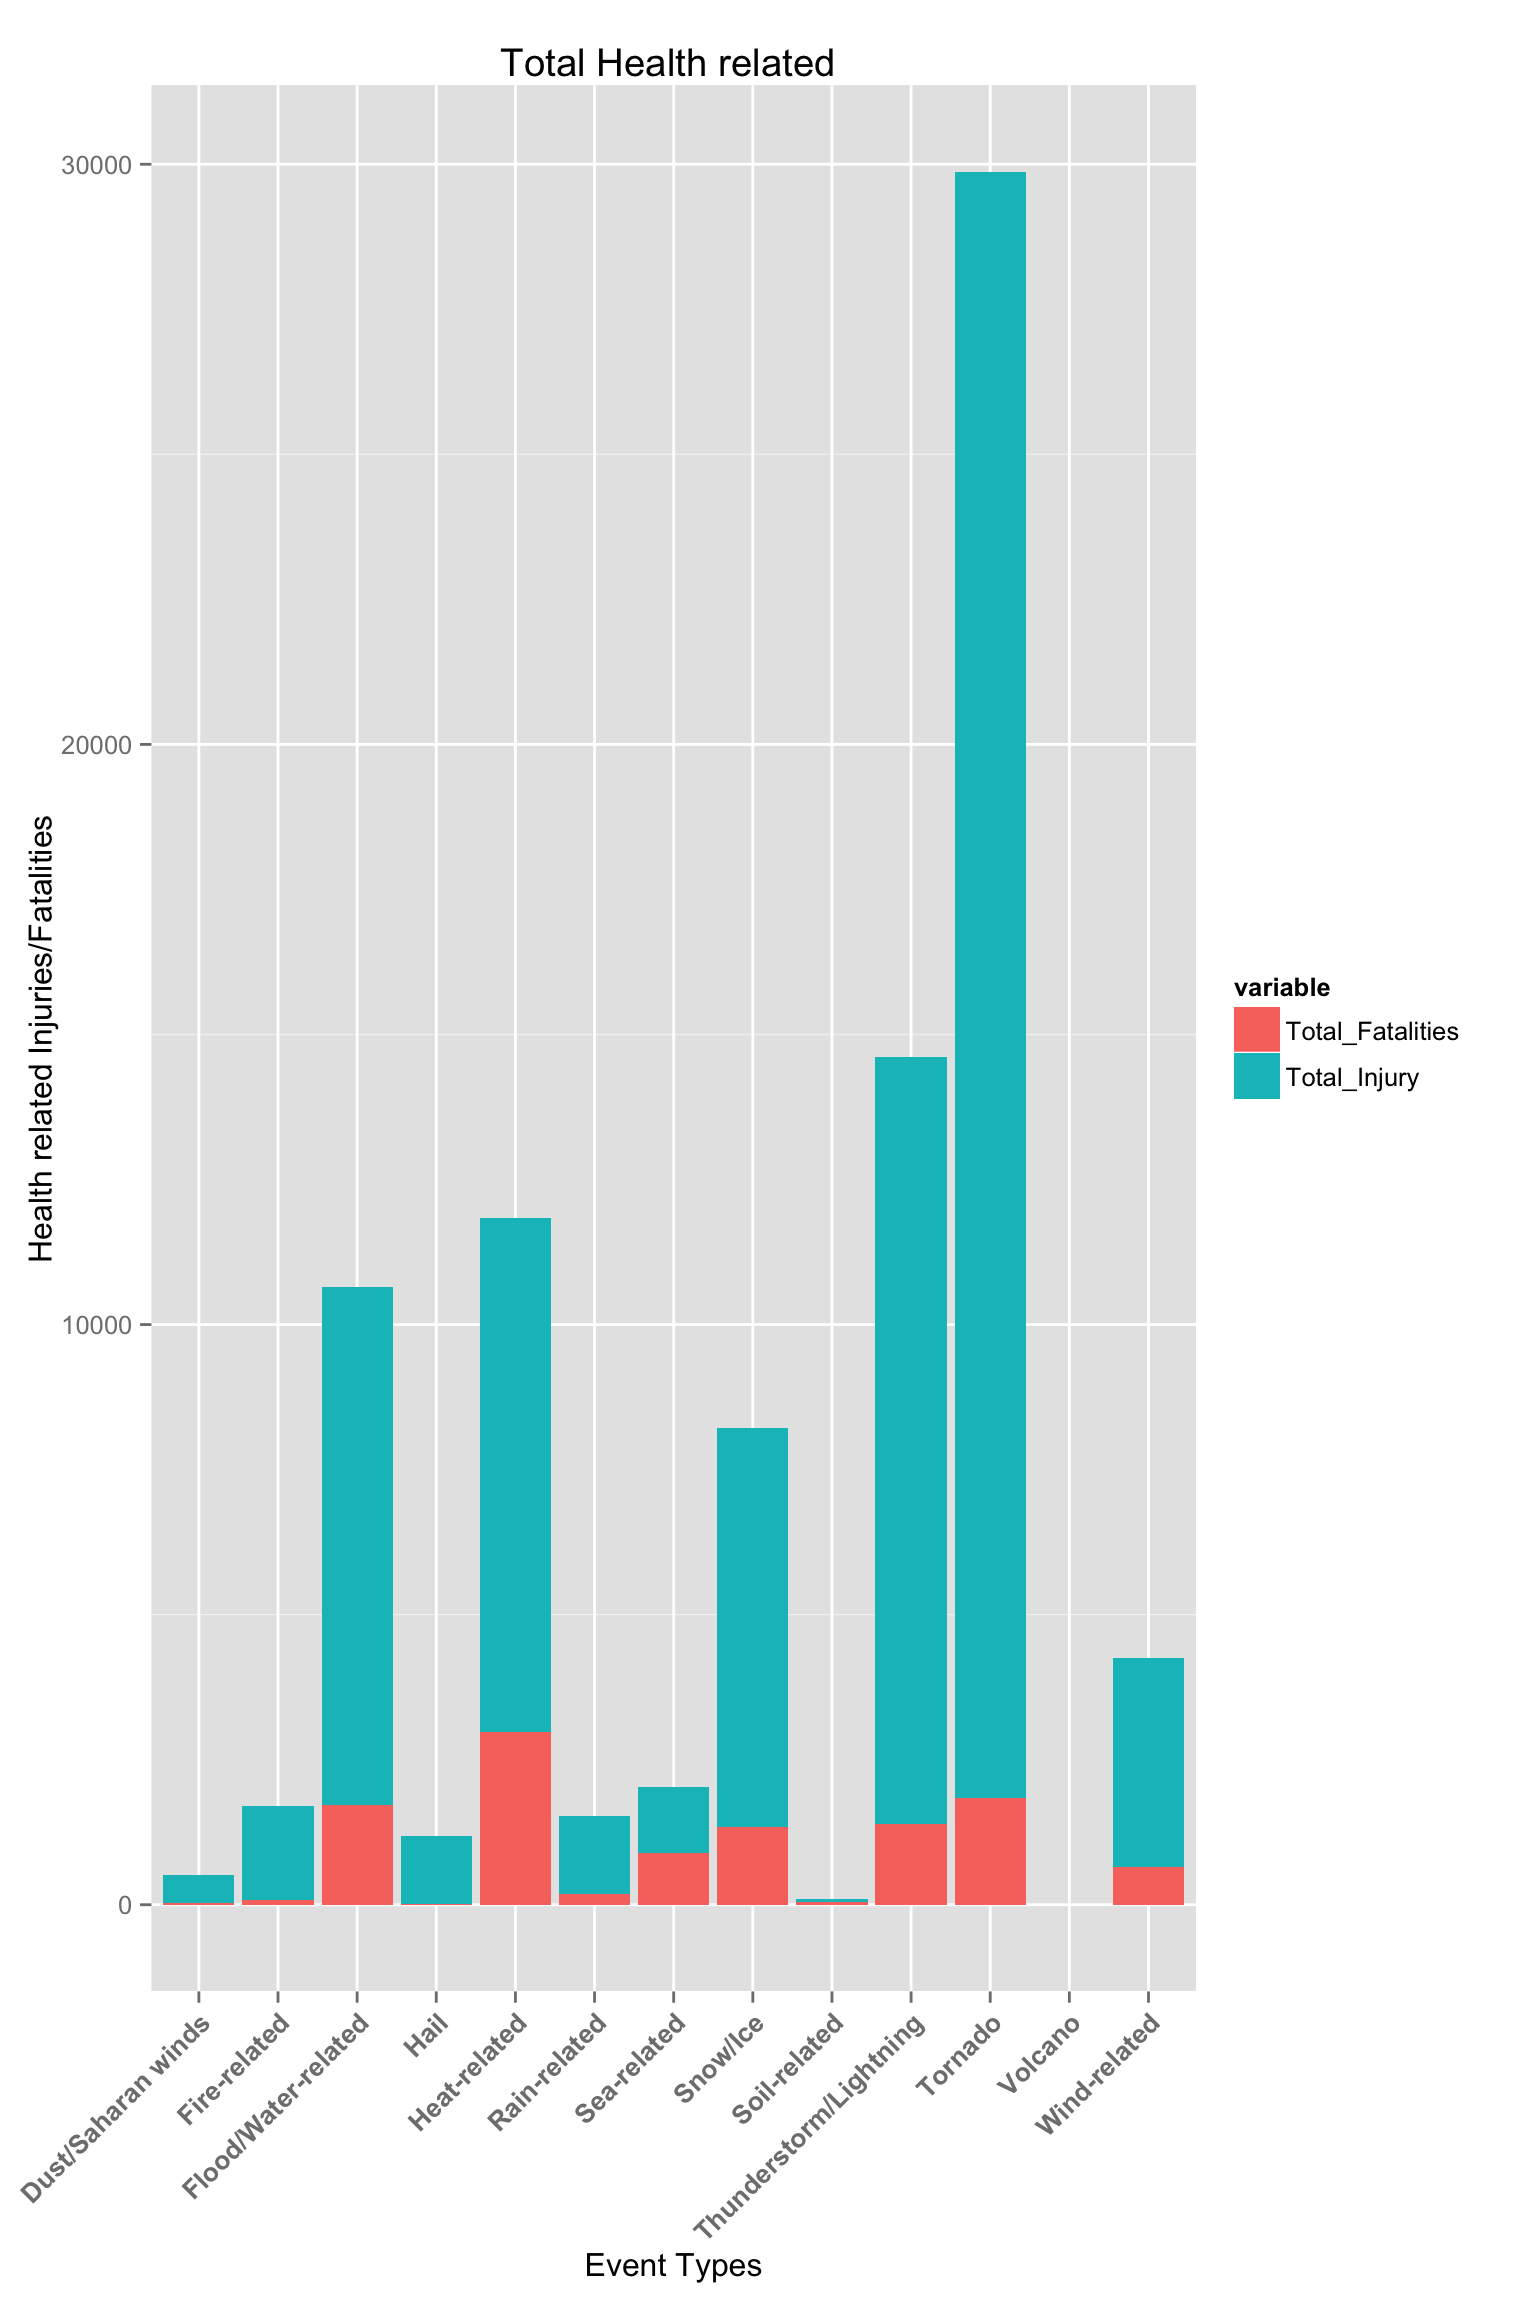 Total Health related
30000
20000
10000
0
Health related Injuries/Fatalities
variable
Total_Fatalities
Total_Injury
Dust/Saharan winds
Fire-related
Flood/Water-related
Hail
Heat-related
Rain-related
Sea-related
Snow/Ice
Soil-related
Thunderstorm/Lightning
Tornado
Volcano
Wind-related
Event Types